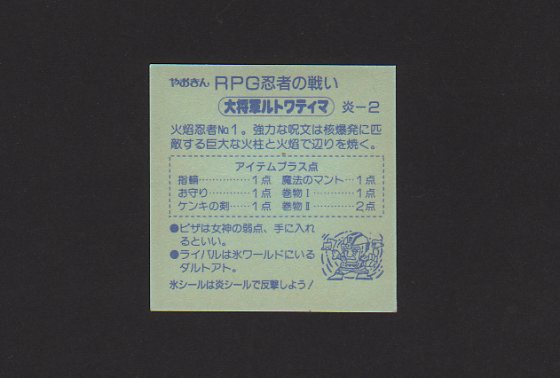 やおきん RPG忍者の戦い
大将軍ルトワティマ 炎－2
火焰忍者No1。強力な呪文は核爆発に匹
敵する巨大な火柱と火焰で辺りを焼く。
アイテムプラス点
指輪……………1点 魔法のマント…1点
お守り…………1点 巻物Ⅰ…………1点
ケンキの剣……1点 巻物Ⅱ…………2点
●ピザは女神の弱点、手に入れ
るといい。
●ライバルは氷ワールドにいる
ダルトアト。
氷シールは炎シールで反撃しよう！